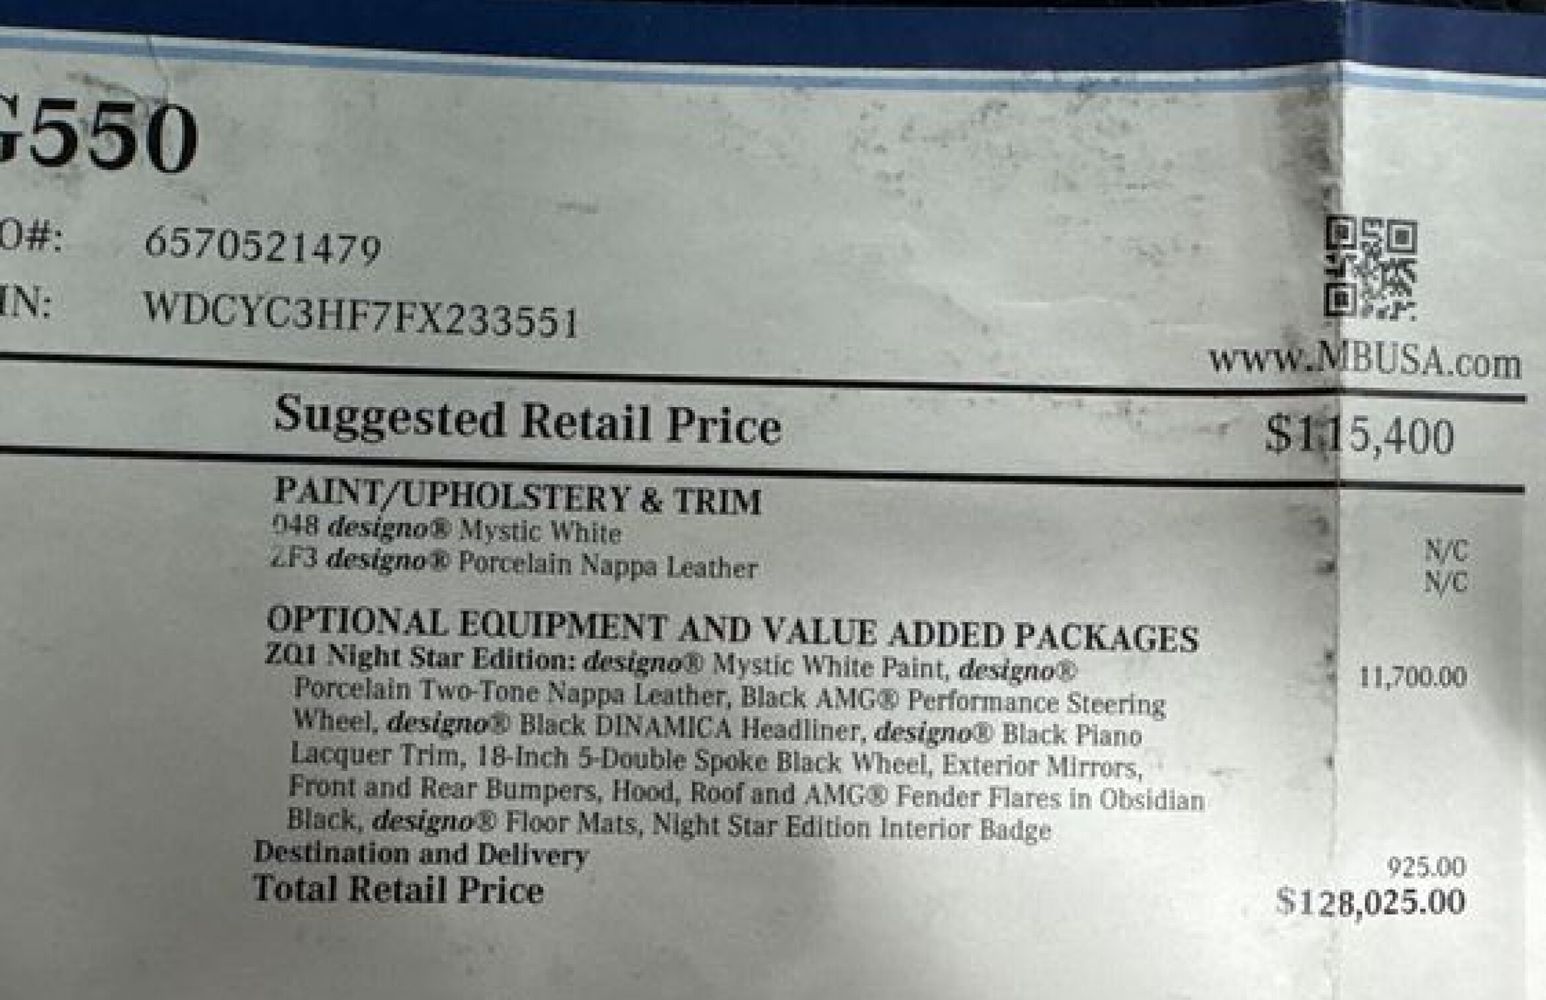 G550
O#: 6570521479
IN: WDCYC3HF7FX233551
www.MBUSA.com
Suggested Retail Price $115,400
PAINT/UPHOLSTERY & TRIM
048 designo® Mystic White N/C
ZF3 designo® Porcelain Nappa Leather N/C
OPTIONAL EQUIPMENT AND VALUE ADDED PACKAGES
ZQ1 Night Star Edition: designo® Mystic White Paint, designo® 11,700.00
Porcelain Two-Tone Nappa Leather, Black AMG® Performance Steering
Wheel, designo® Black DINAMICA Headliner, designo® Black Piano
Lacquer Trim, 18-Inch 5-Double Spoke Black Wheel, Exterior Mirrors,
Front and Rear Bumpers, Hood, Roof and AMG® Fender Flares in Obsidian
Black, designo® Floor Mats, Night Star Edition Interior Badge
Destination and Delivery 925.00
Total Retail Price $128,025.00